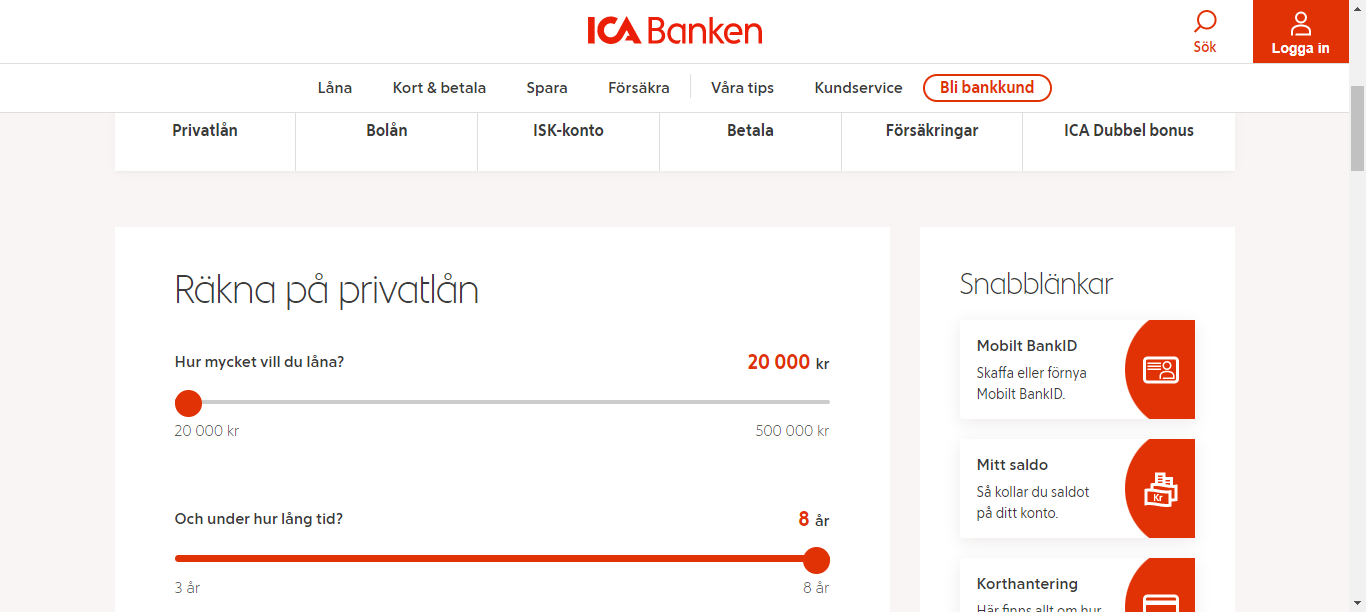 ICA Banken
Sök
Logga in
Låna
Kort & betala
Spara
Försäkra
Våra tips
Kundservice
Bli bankkund
Privatlån
Bolån
ISK-konto
Betala
Försäkringar
ICA Dubbel bonus
Räkna på privatlån
Hur mycket vill du låna?
20 000 kr
20 000 kr
500 000 kr
Och under hur lång tid?
8 år
3 år
8 år
Snabblänkar
Mobilt BankID
Skaffa eller förnya
Mobilt BankID.
Mitt saldo
Så kollar du saldot
på ditt konto.
Kr
Korthantering
Här finns allt om hur